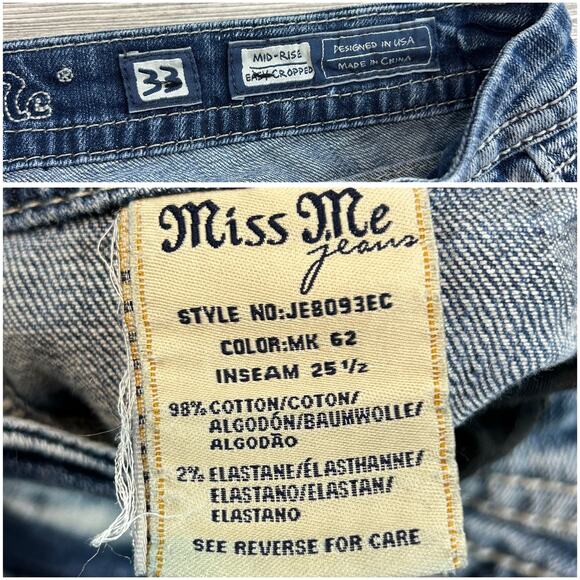 le ®
33
MID-RISE
EASY CROPPED
DESIGNED IN USA
MADE IN CHINA
Miss Me
jeans
STYLE NO:JE8093EC
COLOR:MK 62
INSEAM 25 1/2
98% COTTON/COTON/
ALGODÓN/BAUMWOLLE/
ALGODÃO
2% ELASTANE/ÉLASTHANNE/
ELASTANO/ELASTAN/
ELASTANO
SEE REVERSE FOR CARE